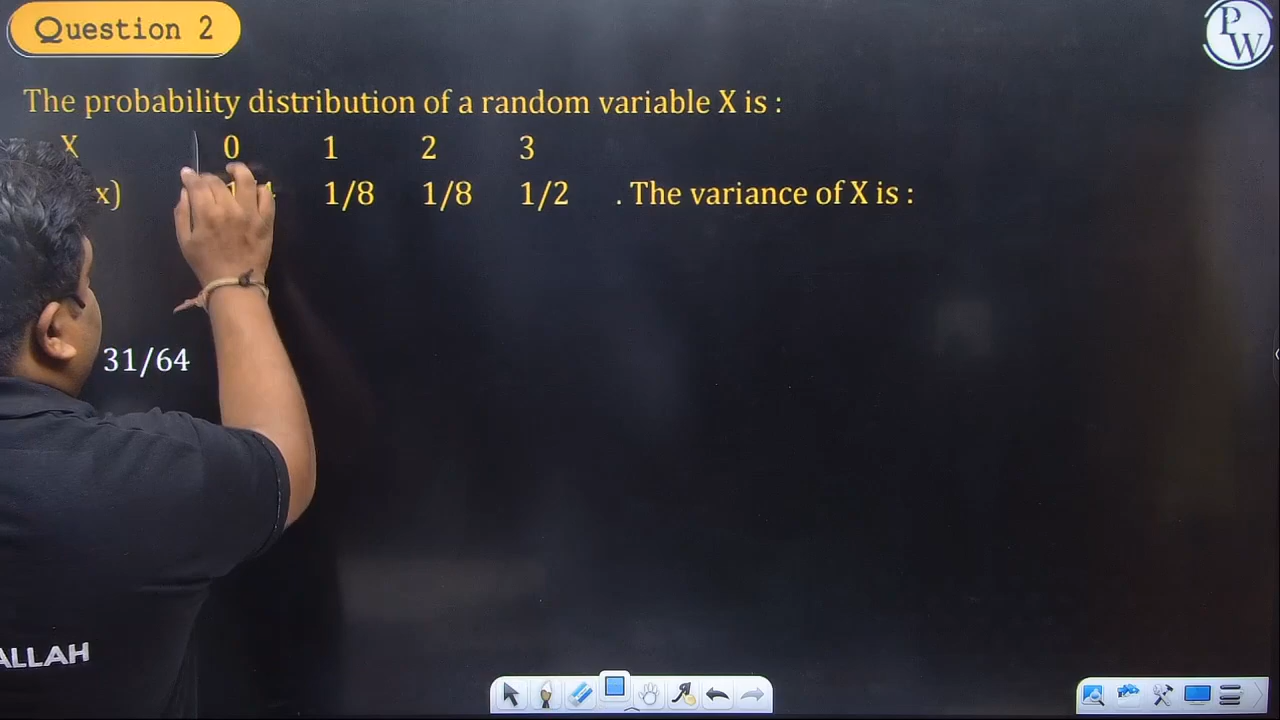 Question 2
PW
The probability distribution of a random variable X is :
X 0 1 2 3
x) 1/8 1/8 1/2 . The variance of X is :
31/64
ALLAH